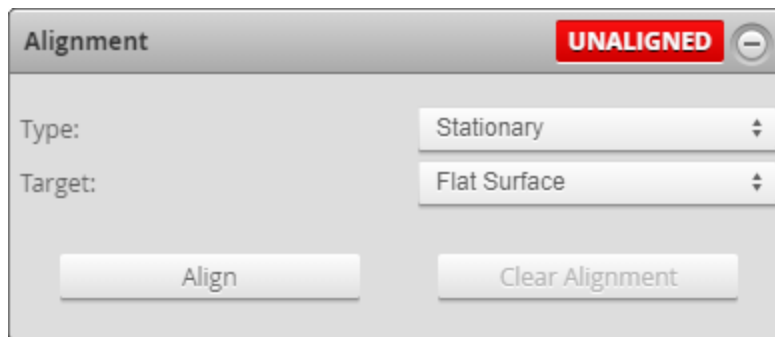 Alignment UNALIGNED
Type: Stationary
Target: Flat Surface
Align Clear Alignment